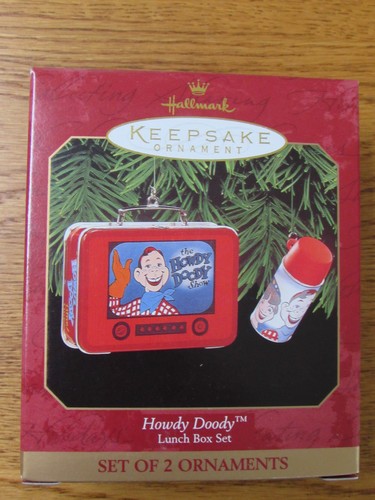 Hallmark
KEEPSAKE
ORNAMENT
the
HOWDY
DOODY
Show
Howdy Doody™
Lunch Box Set
SET OF 2 ORNAMENTS